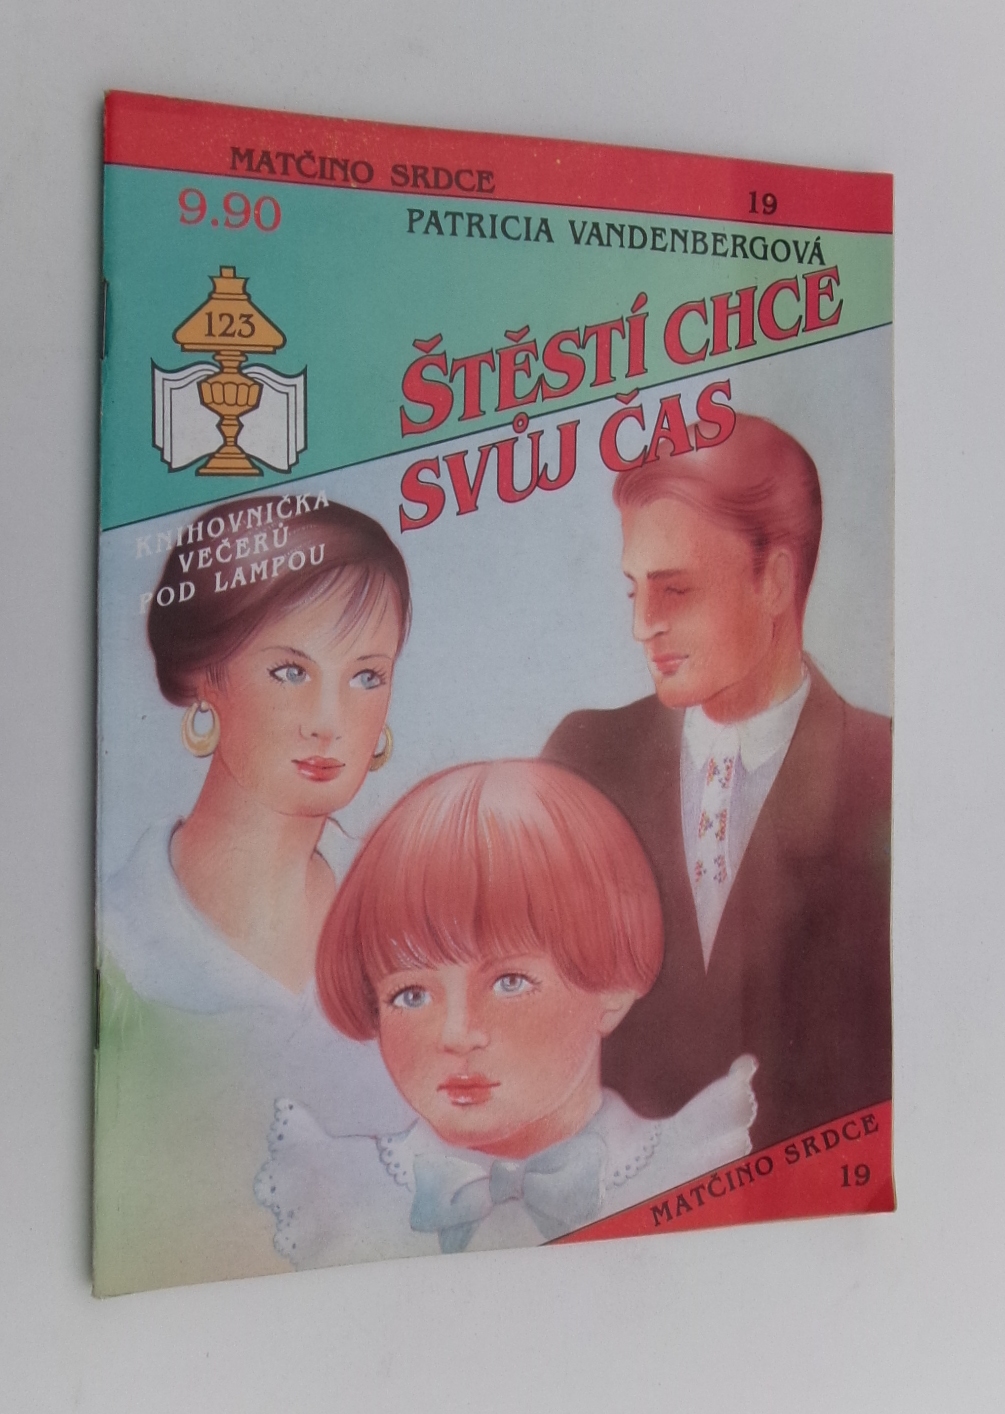 MATČINO SRDCE
19
9.90
PATRICIA VANDENBERGOVÁ
123
ŠTĚSTÍ CHCE
SVŮJ ČAS
KNIHOVNIČKA
VEČERŮ
POD LAMPOU
MATČINO SRDCE
19